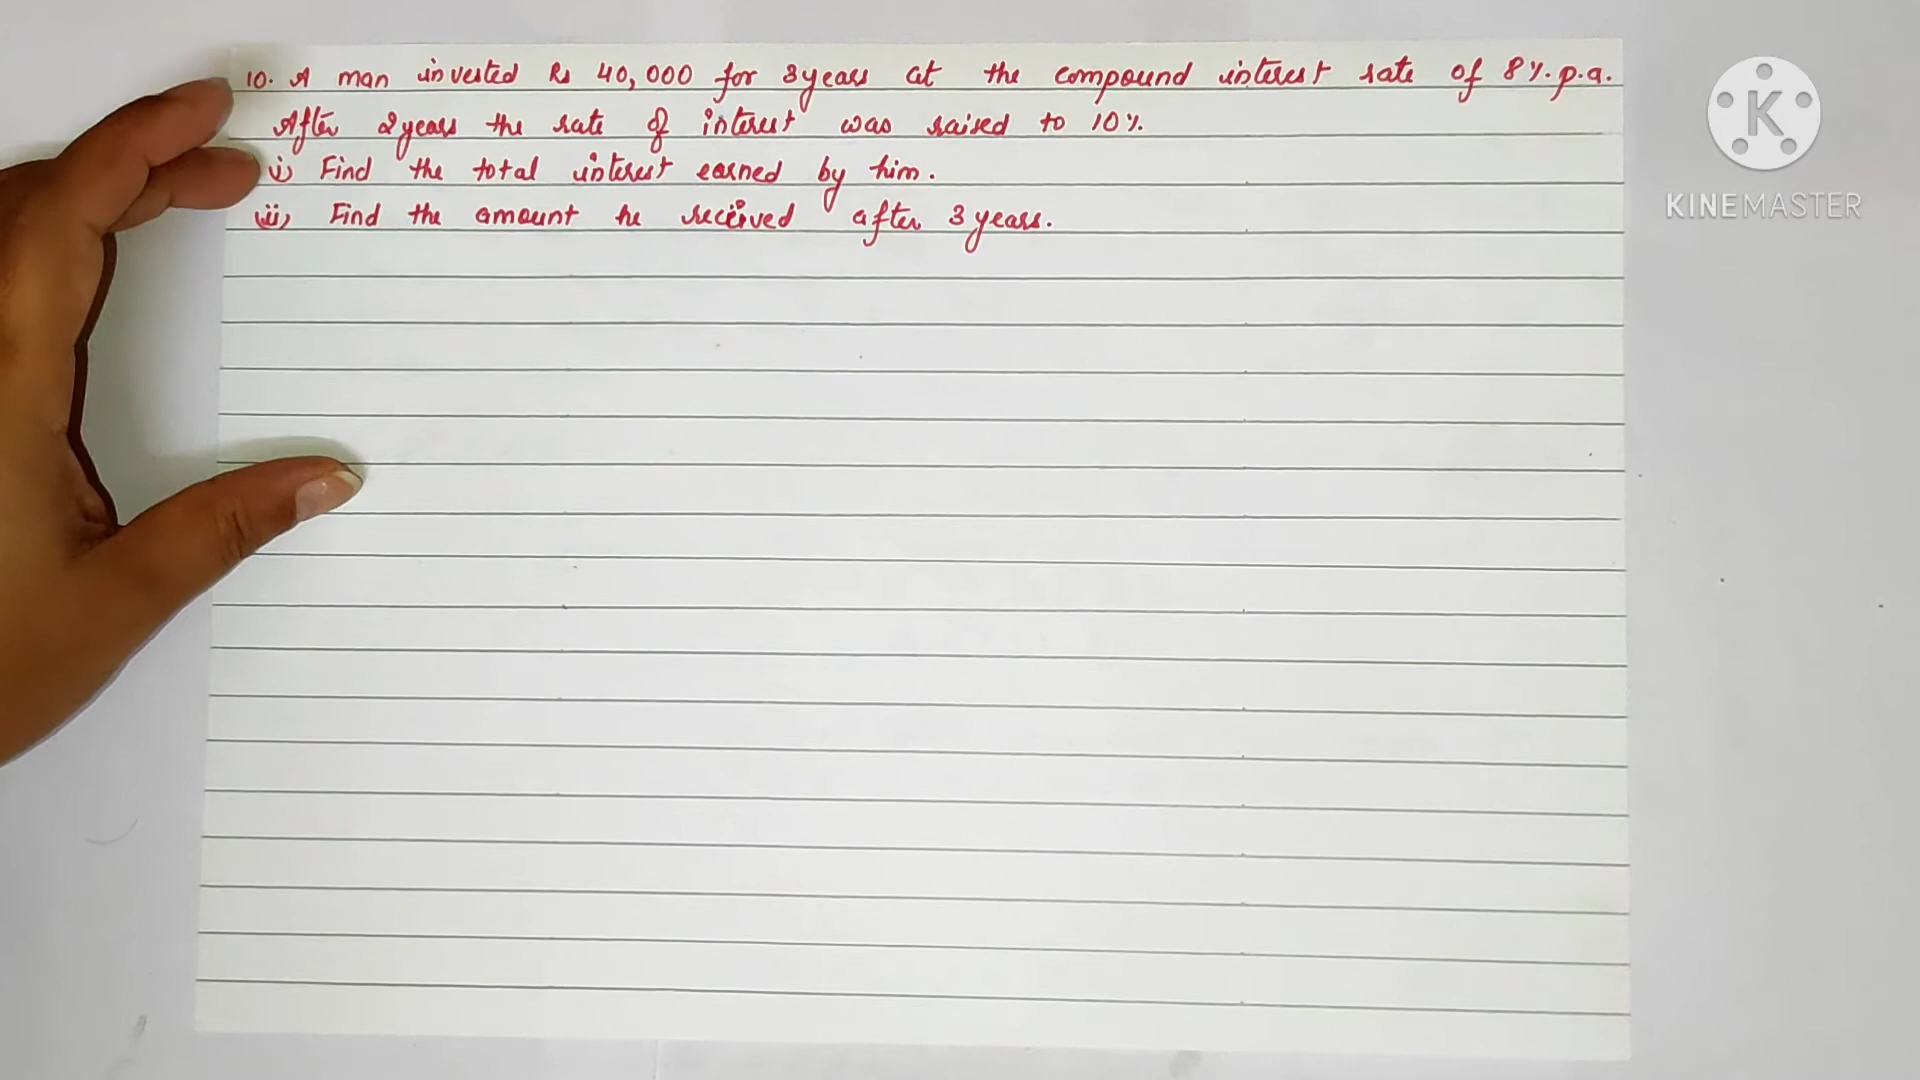 10. A man invested Rs 40,000 for 3 years at the compound interest rate of 8% p.a.
After 2 years the rate of interest was raised to 10%.
i) Find the total interest earned by him.
ii) Find the amount he received after 3 years.
K
KINEMASTER